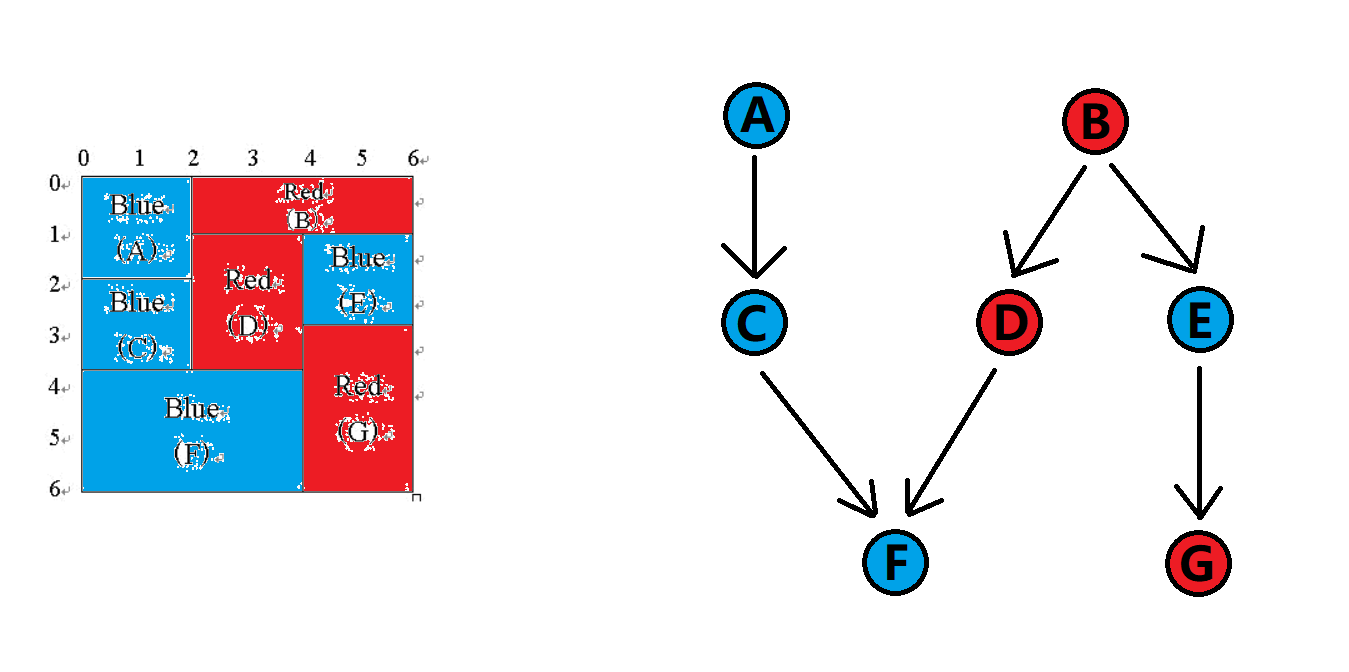 0 1 2 3 4 5 6
0
Blue
(A)
Red
(B)
1
Red
(D)
Blue
(E)
2
Blue
(C)
3
4
Blue
(F)
Red
(G)
5
6
A
B
C
D
E
F
G